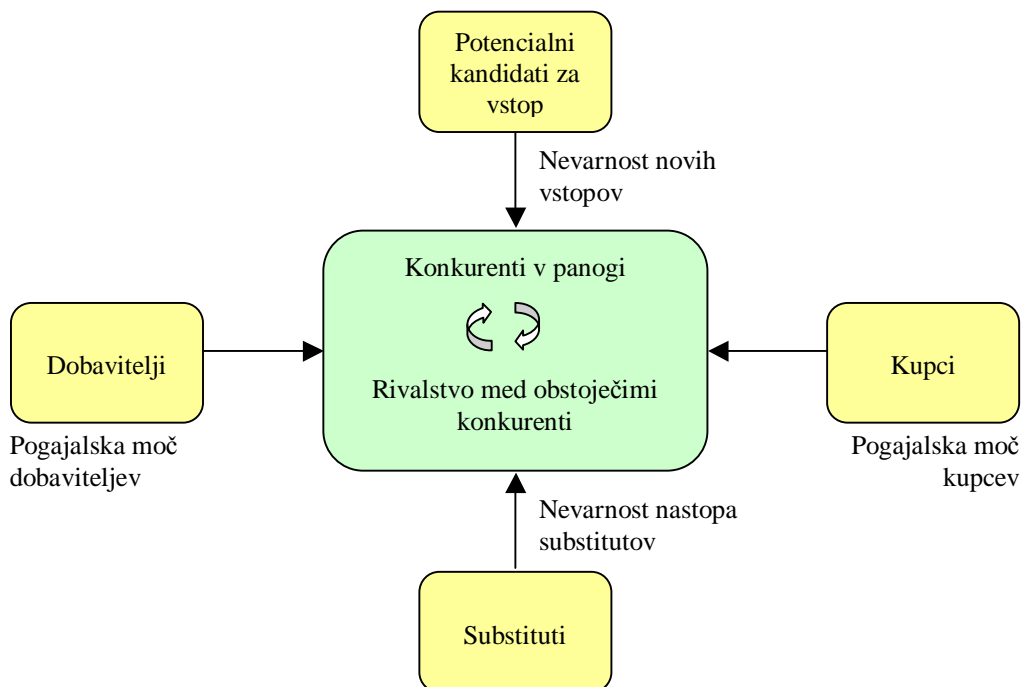 Potencialni
kandidati za
vstop
Nevarnost novih
vstopov
Konkurenti v panogi
Dobavitelji
Kupci
Rivalstvo med obstoječimi
konkurenti
Pogajalska moč
dobaviteljev
Pogajalska moč
kupcev
Nevarnost nastopa
substitutov
Substituti